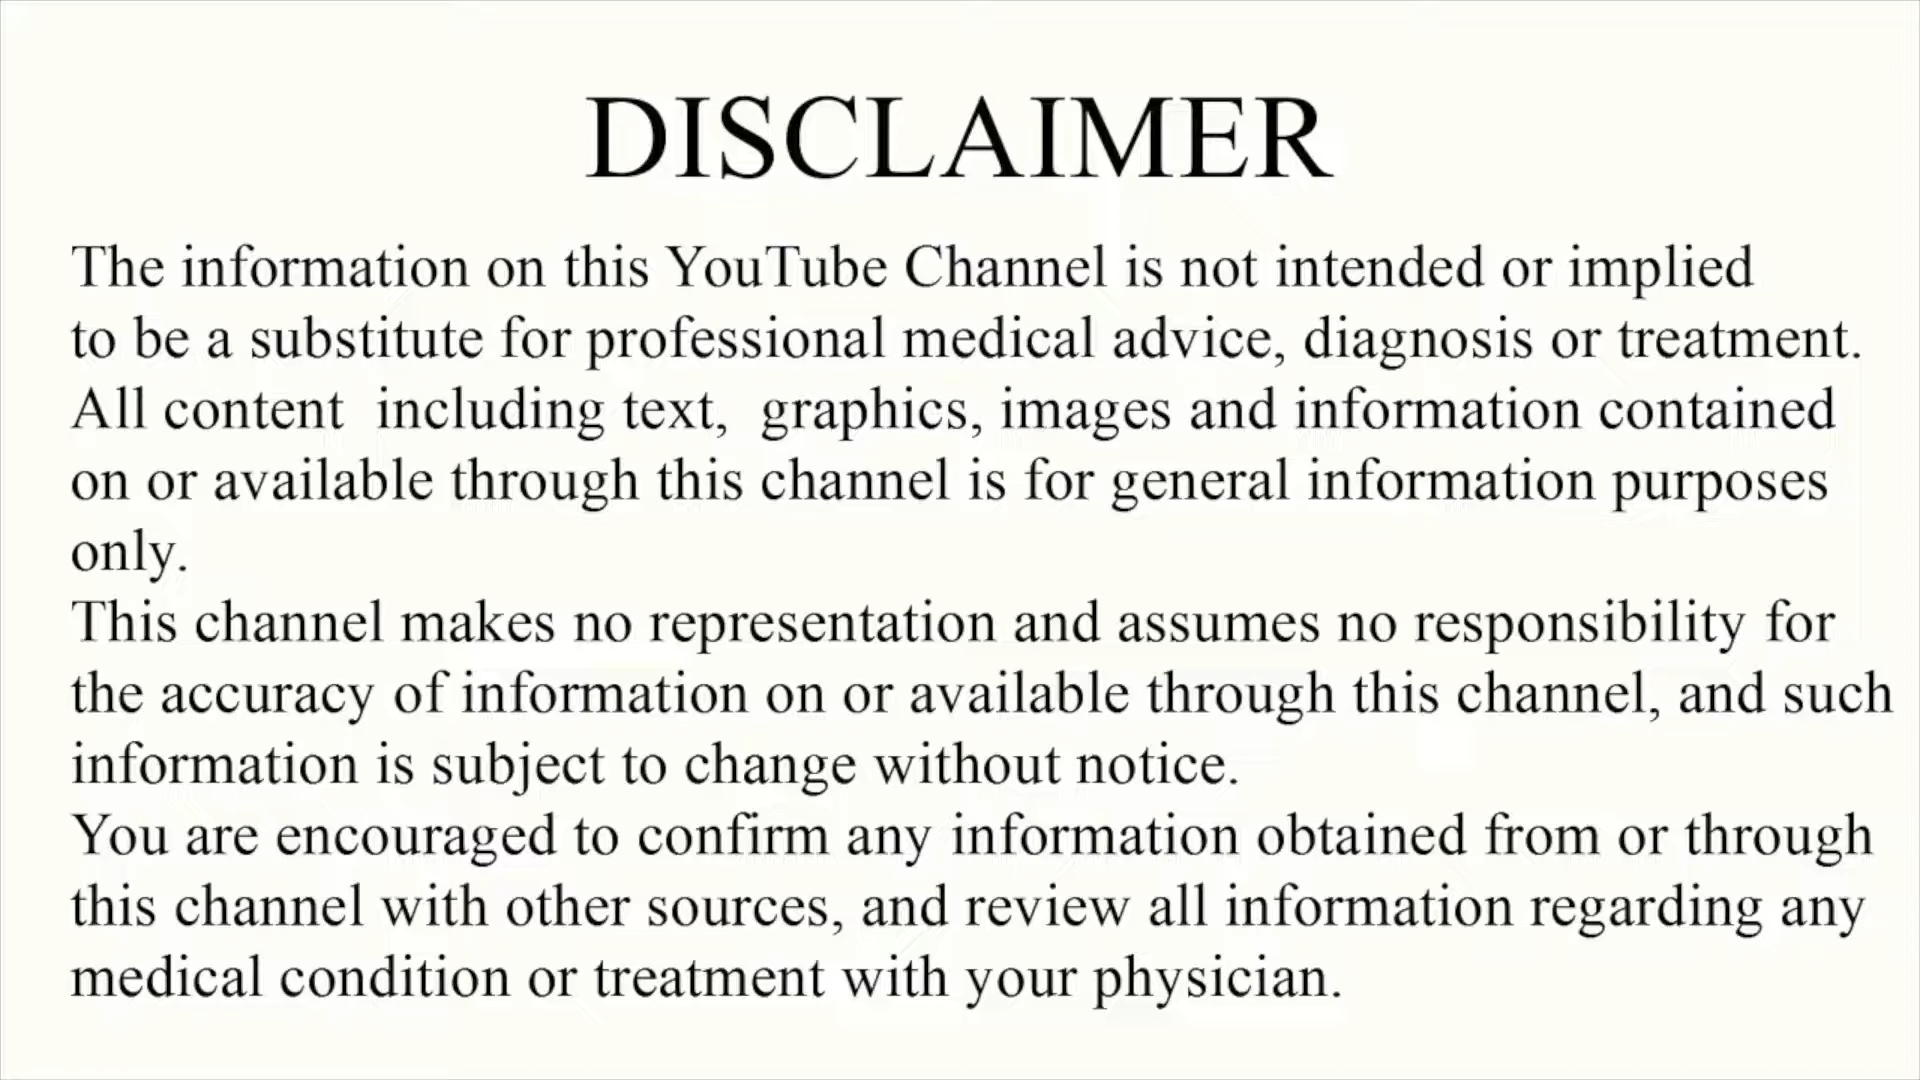 DISCLAIMER
The information on this YouTube Channel is not intended or implied
to be a substitute for professional medical advice, diagnosis or treatment.
All content  including text,  graphics, images and information contained
on or available through this channel is for general information purposes
only.
This channel makes no representation and assumes no responsibility for
the accuracy of information on or available through this channel, and such
information is subject to change without notice.
You are encouraged to confirm any information obtained from or through
this channel with other sources, and review all information regarding any
medical condition or treatment with your physician.